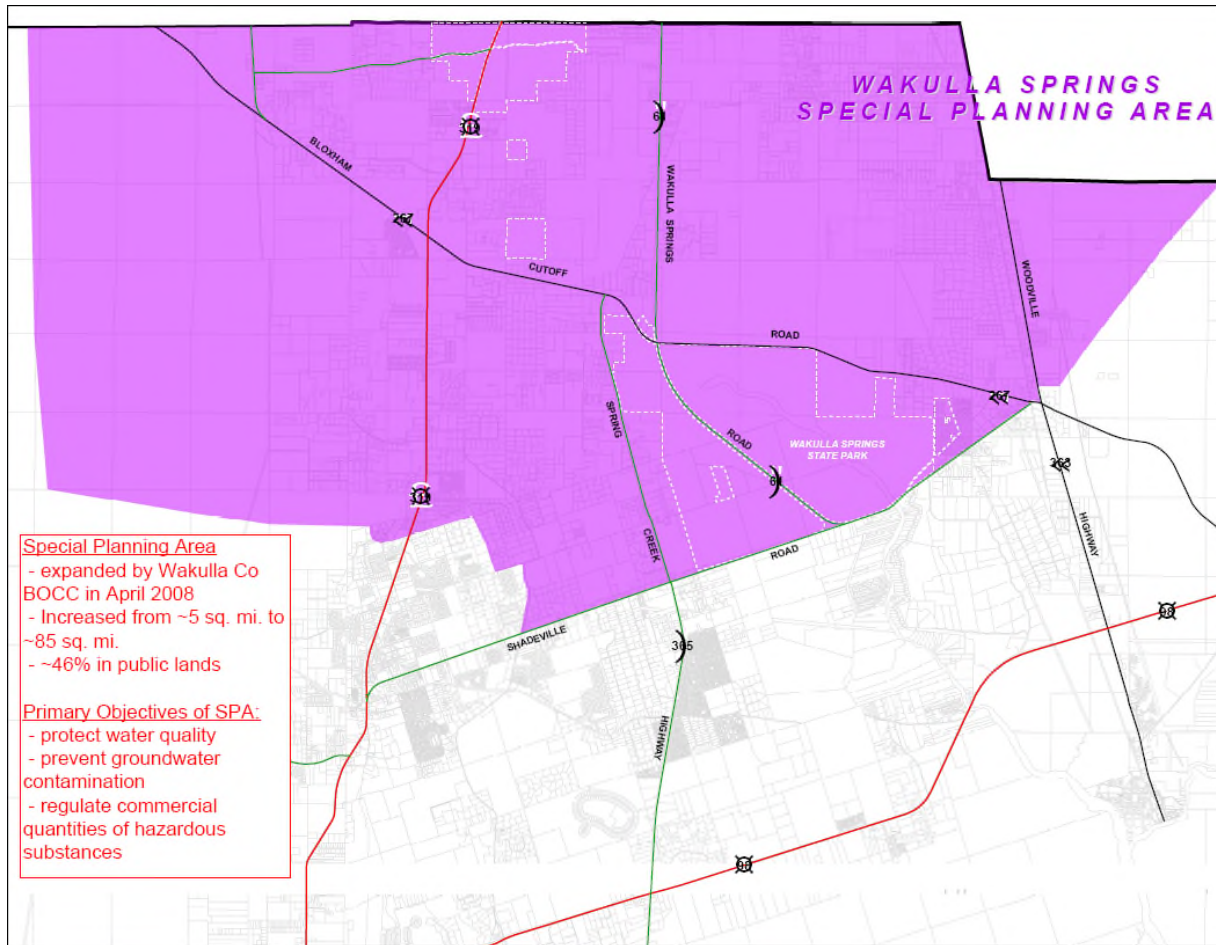 WAKULLA SPRINGS
SPECIAL PLANNING AREA
319
61
BLOXHAM
267
WAKULLA SPRINGS
CUTOFF
WOODVILLE
ROAD
267
SPRING
ROAD
WAKULLA SPRINGS
STATE PARK
61
319
363
CREEK
ROAD
HIGHWAY
SHADEVILLE
98
365
HIGHWAY
98
Special Planning Area
- expanded by Wakulla Co
BOCC in April 2008
- Increased from ~5 sq. mi. to
~85 sq. mi.
- ~46% in public lands
Primary Objectives of SPA:
- protect water quality
- prevent groundwater
contamination
- regulate commercial
quantities of hazardous
substances